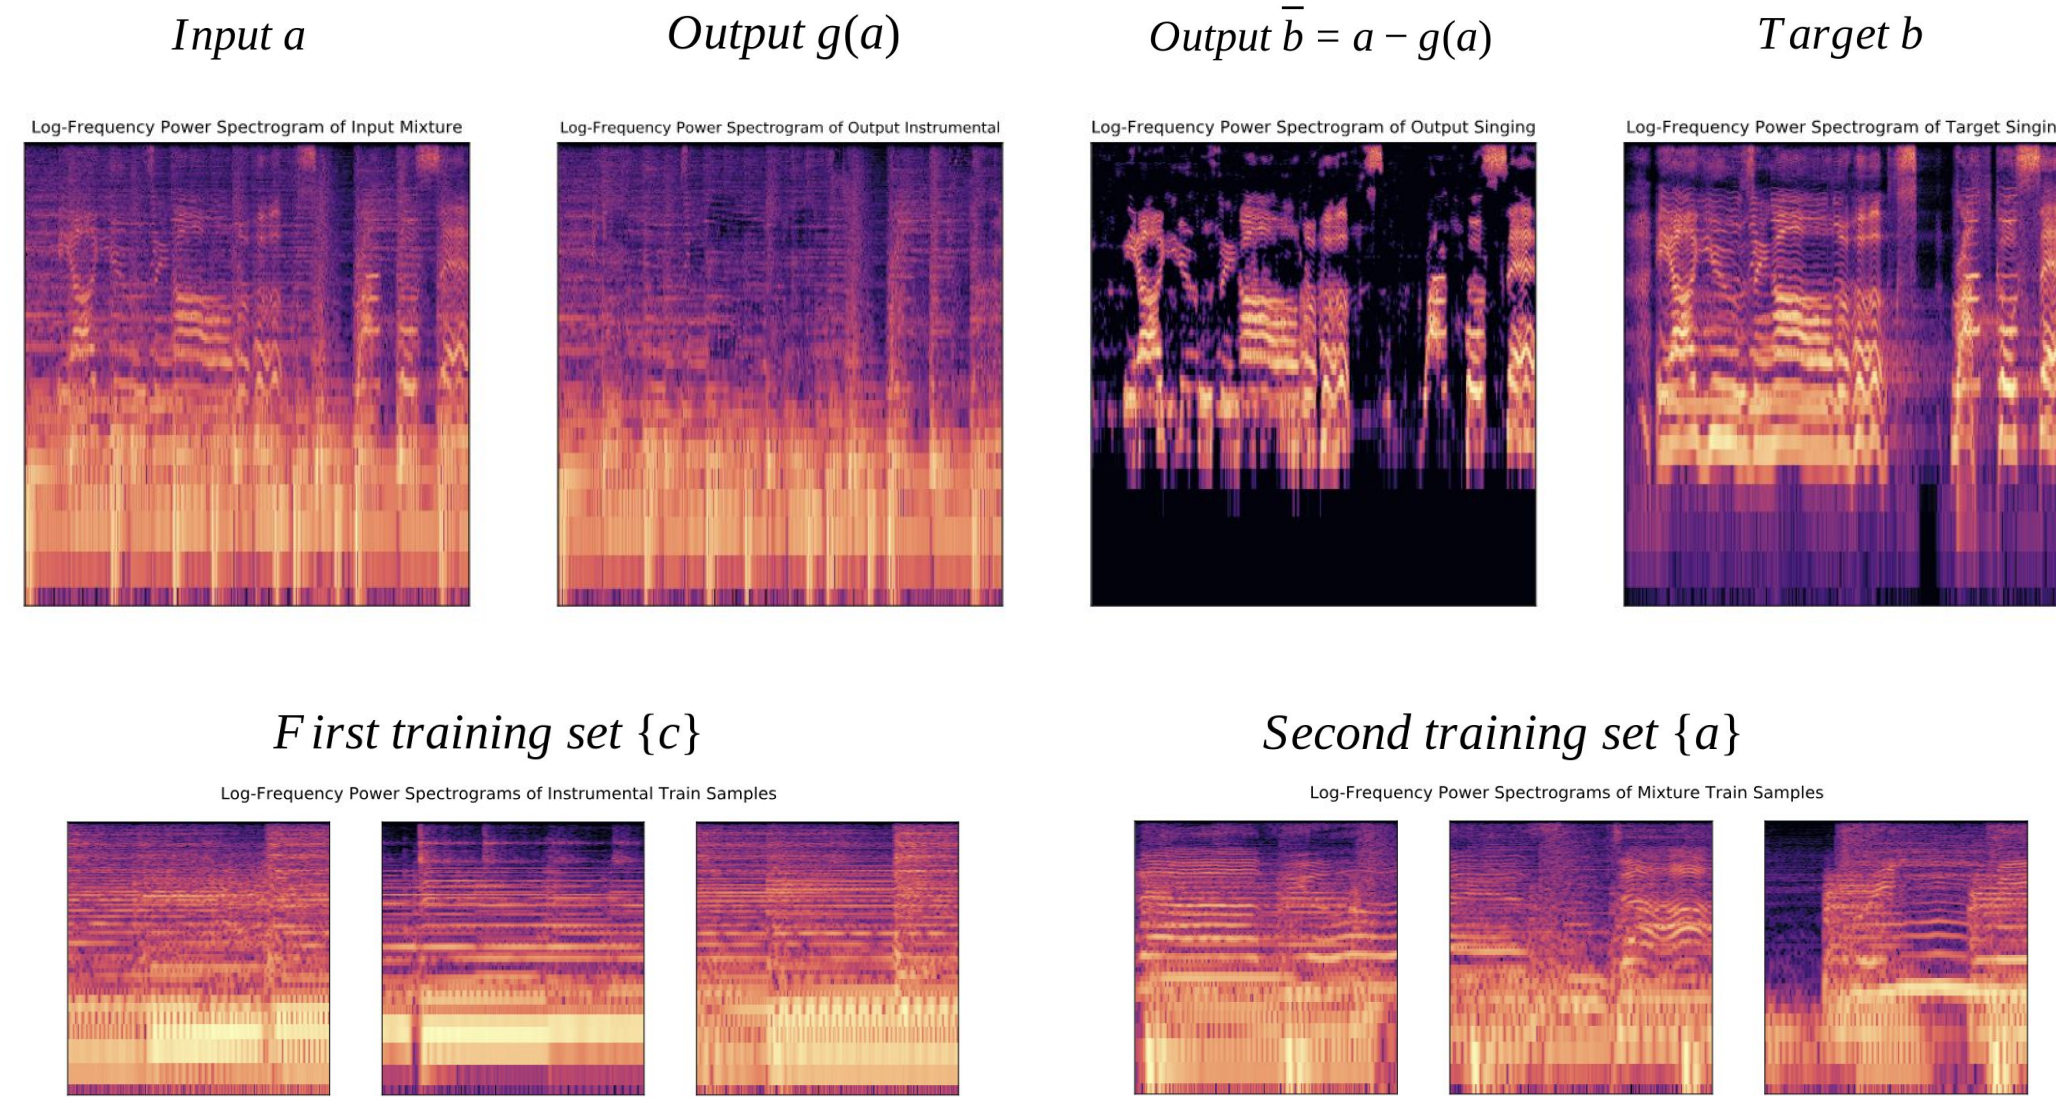 Input a
Output g(a)
Output b̅ = a − g(a)
Target b
Log-Frequency Power Spectrogram of Input Mixture
Log-Frequency Power Spectrogram of Output Instrumental
Log-Frequency Power Spectrogram of Output Singing
Log-Frequency Power Spectrogram of Target Singin
First training set {c}
Second training set {a}
Log-Frequency Power Spectrograms of Instrumental Train Samples
Log-Frequency Power Spectrograms of Mixture Train Samples